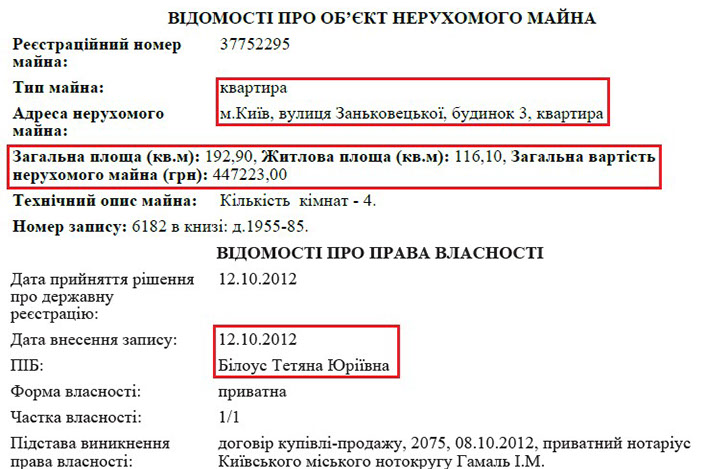 ВІДОМОСТІ ПРО ОБ’ЄКТ НЕРУХОМОГО МАЙНА
Реєстраційний номер 37752295
майна:
Тип майна: квартира
Адреса нерухомого м.Київ, вулиця Заньковецької, будинок 3, квартира
майна:
Загальна площа (кв.м): 192,90, Житлова площа (кв.м): 116,10, Загальна вартість
нерухомого майна (грн): 447223,00
Технічний опис майна: Кількість кімнат - 4.
Номер запису: 6182 в книзі: д.1955-85.
ВІДОМОСТІ ПРО ПРАВА ВЛАСНОСТІ
Дата прийняття рішення 12.10.2012
про державну
реєстрацію:
Дата внесення запису: 12.10.2012
ПІБ: Білоус Тетяна Юріївна
Форма власності: приватна
Частка власності: 1/1
Підстава виникнення договір купівлі-продажу, 2075, 08.10.2012, приватний нотаріус
права власності: Київського міського нотокругу Гамаль І.М.